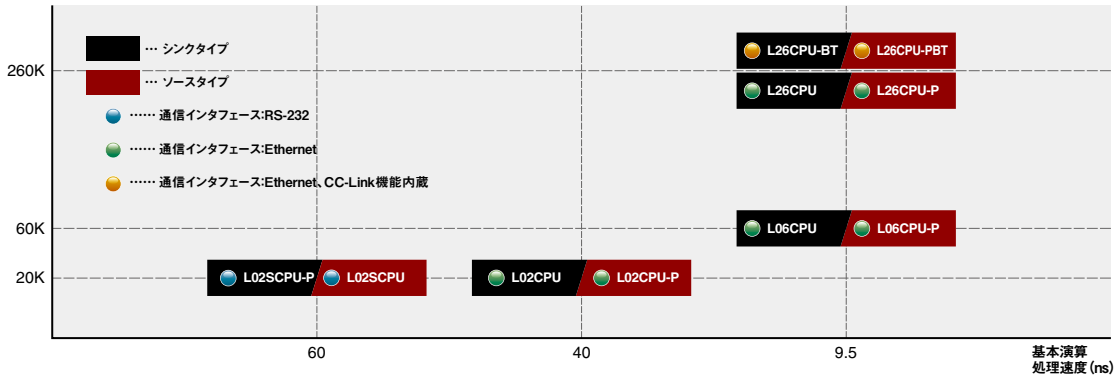 … シンクタイプ
… ソースタイプ
…… 通信インタフェース:RS-232
…… 通信インタフェース:Ethernet
…… 通信インタフェース:Ethernet、CC-Link機能内蔵
260K
60K
20K
L26CPU-BT L26CPU-PBT
L26CPU L26CPU-P
L06CPU L06CPU-P
L02SCPU-P L02SCPU L02CPU L02CPU-P
60 40 9.5
基本演算
処理速度(ns)